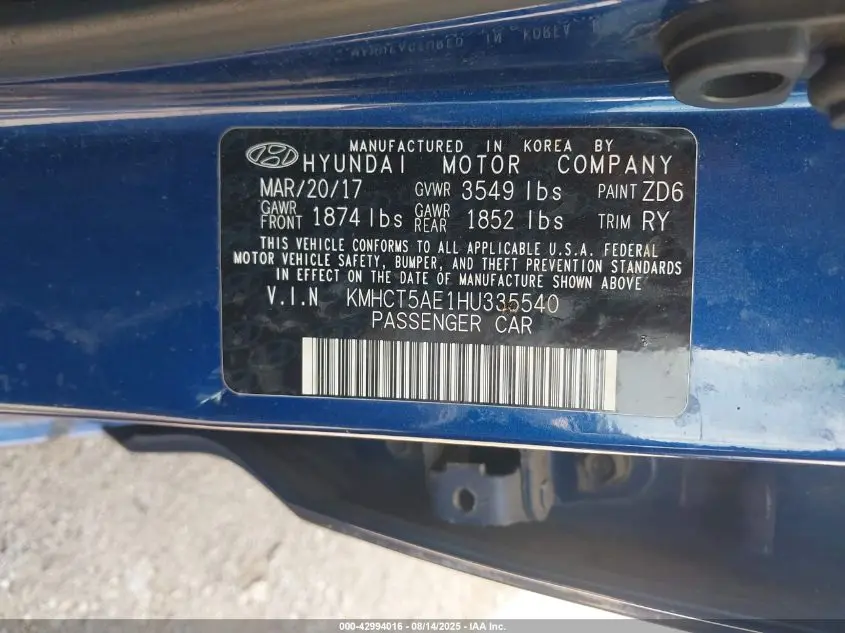 MANUFACTURED IN KOREA BY
HYUNDAI MOTOR COMPANY
MAR/20/17 GVWR 3549 lbs PAINT ZD6
GAWR FRONT 1874 lbs GAWR REAR 1852 lbs TRIM RY
THIS VEHICLE CONFORMS TO ALL APPLICABLE U.S.A. FEDERAL
MOTOR VEHICLE SAFETY, BUMPER, AND THEFT PREVENTION STANDARDS
IN EFFECT ON THE DATE OF MANUFACTURE SHOWN ABOVE
V.I.N KMHCT5AE1HU335540
PASSENGER CAR
000-42994016 - 08/14/2025 - IAA Inc.